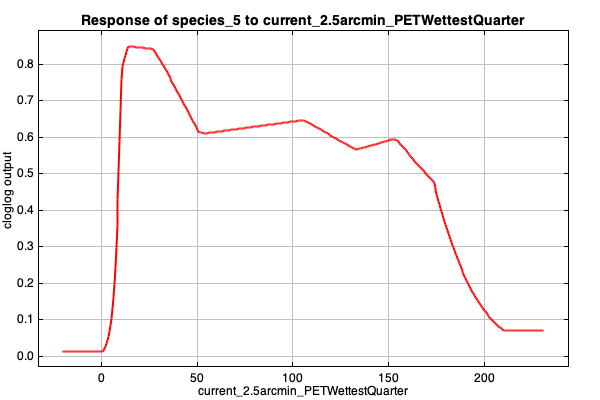 Response of species_5 to current_2.5arcmin_PETWettestQuarter
cloglog output
0.8
0.7
0.6
0.5
0.4
0.3
0.2
0.1
0.0
0 50 100 150 200
current_2.5arcmin_PETWettestQuarter